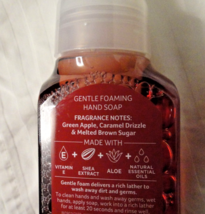 GENTLE FOAMING
HAND SOAP
FRAGRANCE NOTES:
Green Apple, Caramel Drizzle
& Melted Brown Sugar
MADE WITH
E + + +
VITAMIN E SHEA EXTRACT ALOE NATURAL ESSENTIAL OILS
Gentle foam delivers a rich lather to
wash away dirt and germs.
To clean hands and wash away germs, wet
hands, apply soap, work into a rich lather
for at least 20 seconds and rinse well.